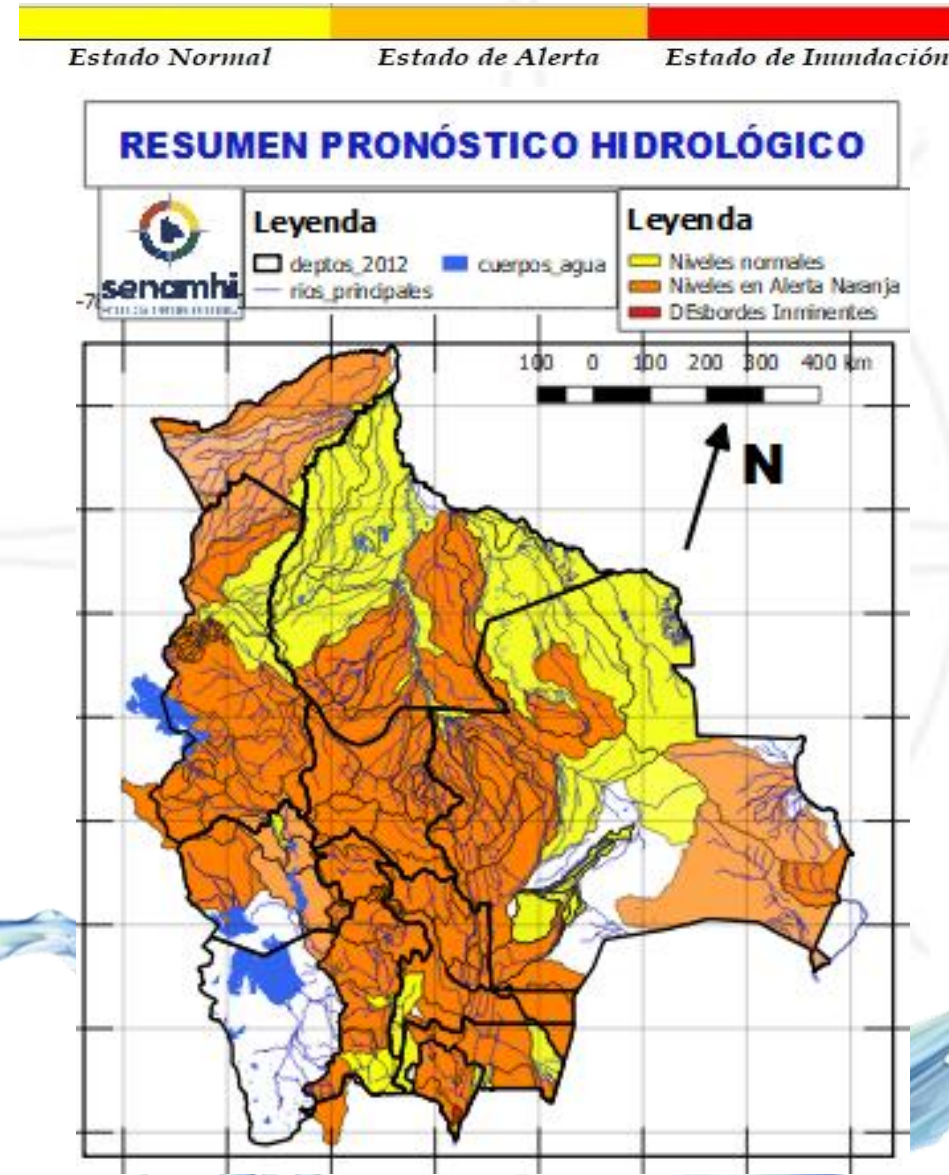 Estado Normal Estado de Alerta Estado de Inundación
RESUMEN PRONÓSTICO HIDROLÓGICO
senamhi
Leyenda
deptos_2012 cuerpos_agua
rios_principales
Leyenda
Niveles normales
Niveles en Alerta Naranja
DEsbordes Inminentes
100 0 100 200 300 400 km
N